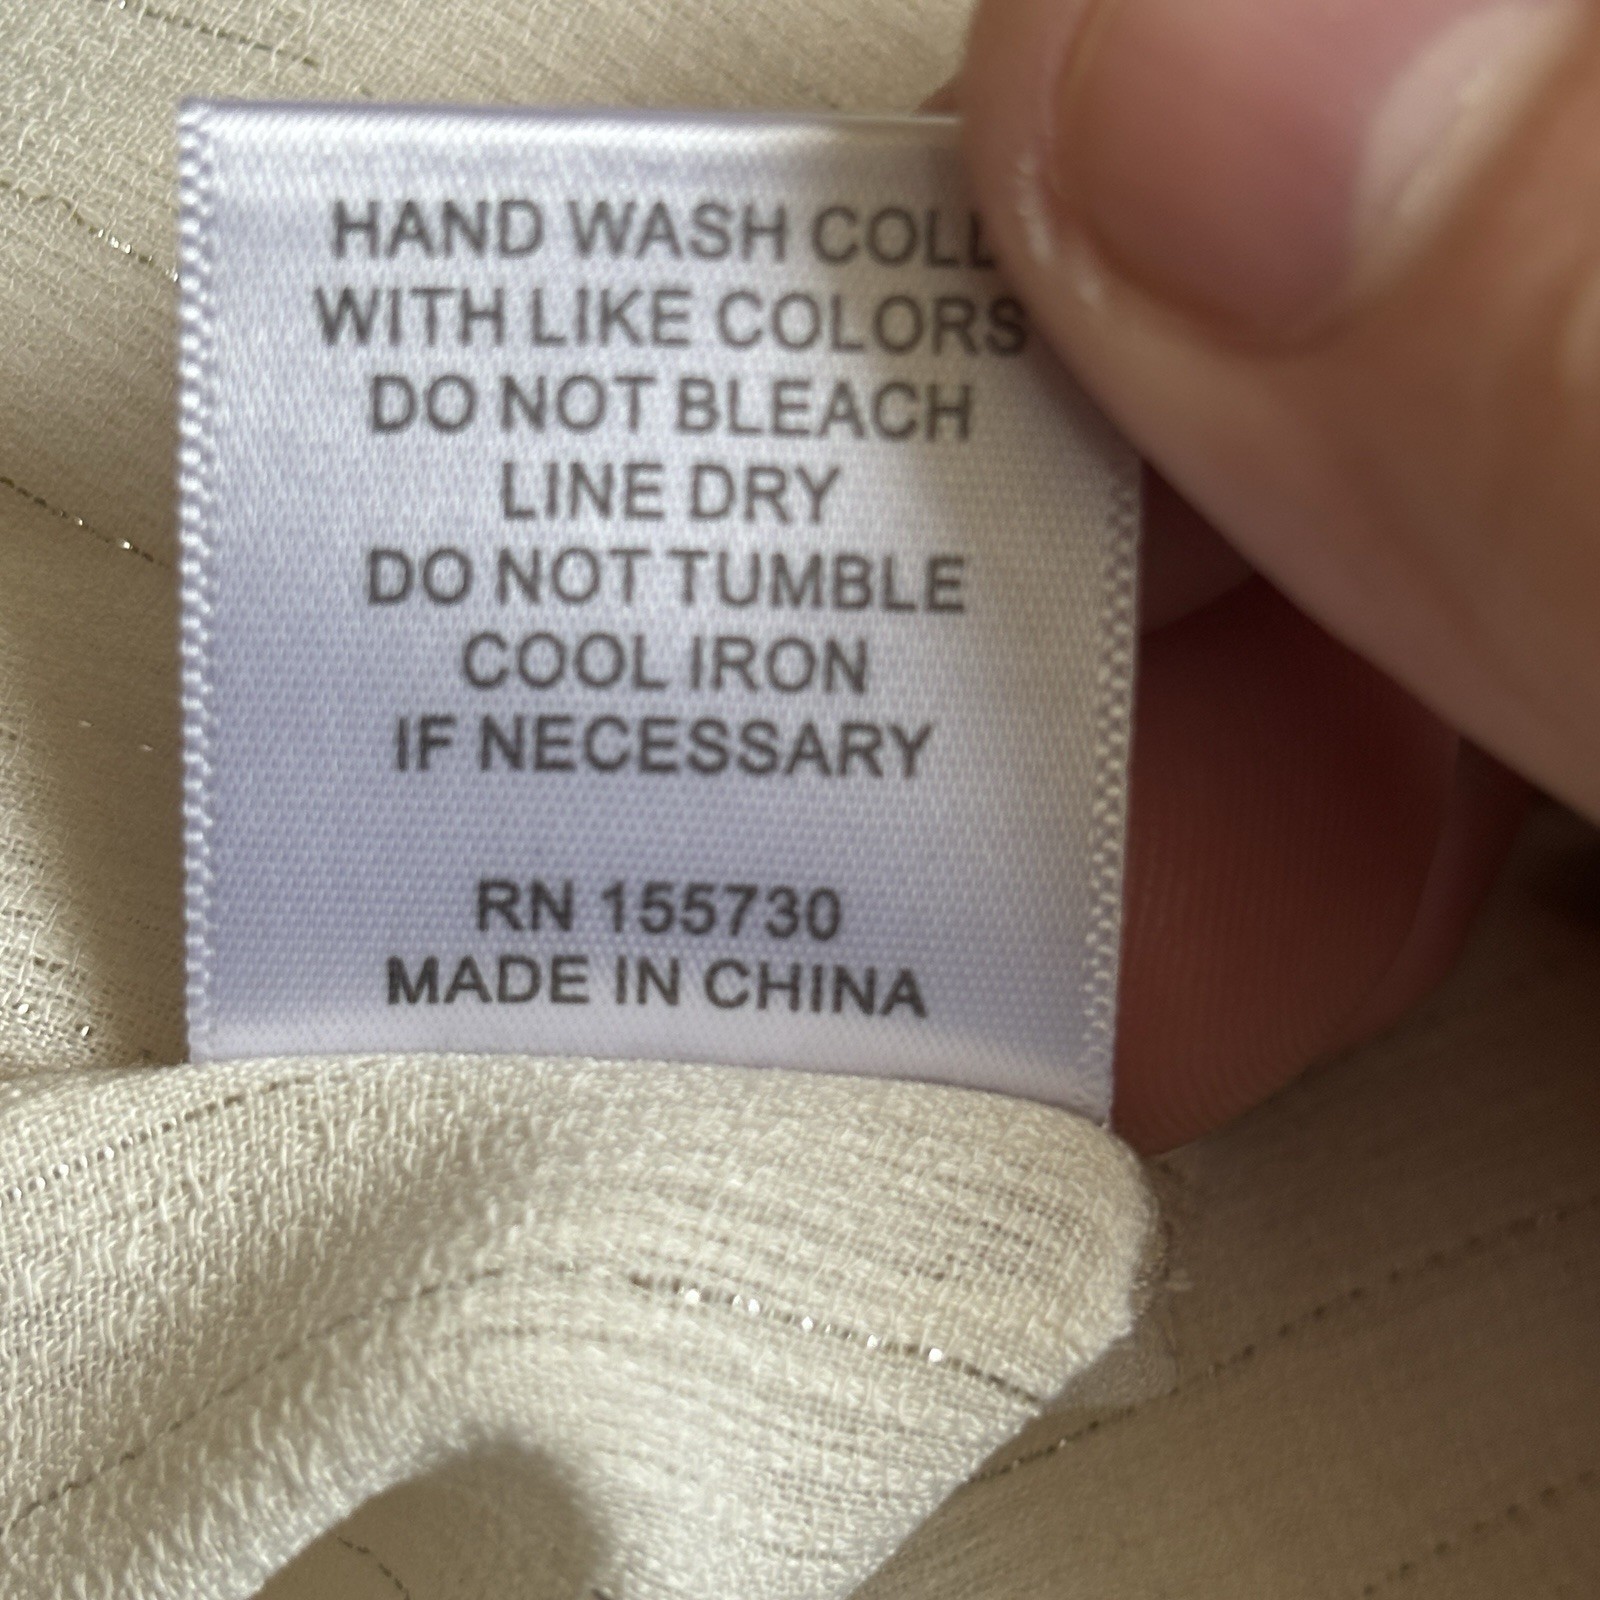 HAND WASH COLD
WITH LIKE COLORS
DO NOT BLEACH
LINE DRY
DO NOT TUMBLE
COOL IRON
IF NECESSARY
RN 155730
MADE IN CHINA